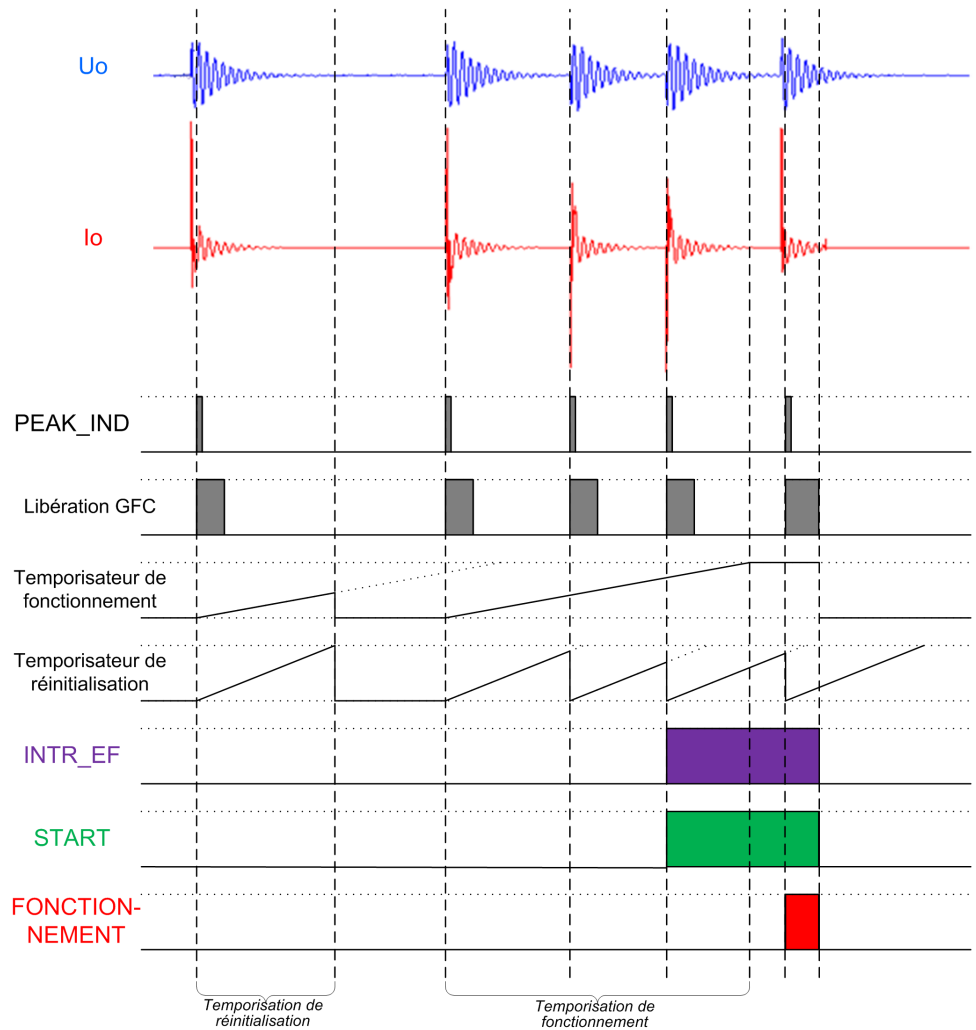 Uo
Io
PEAK_IND
Libération GFC
Temporisateur de
fonctionnement
Temporisateur de
réinitialisation
INTR_EF
START
FONCTION-
NEMENT
Temporisation de
réinitialisation
Temporisation de
fonctionnement